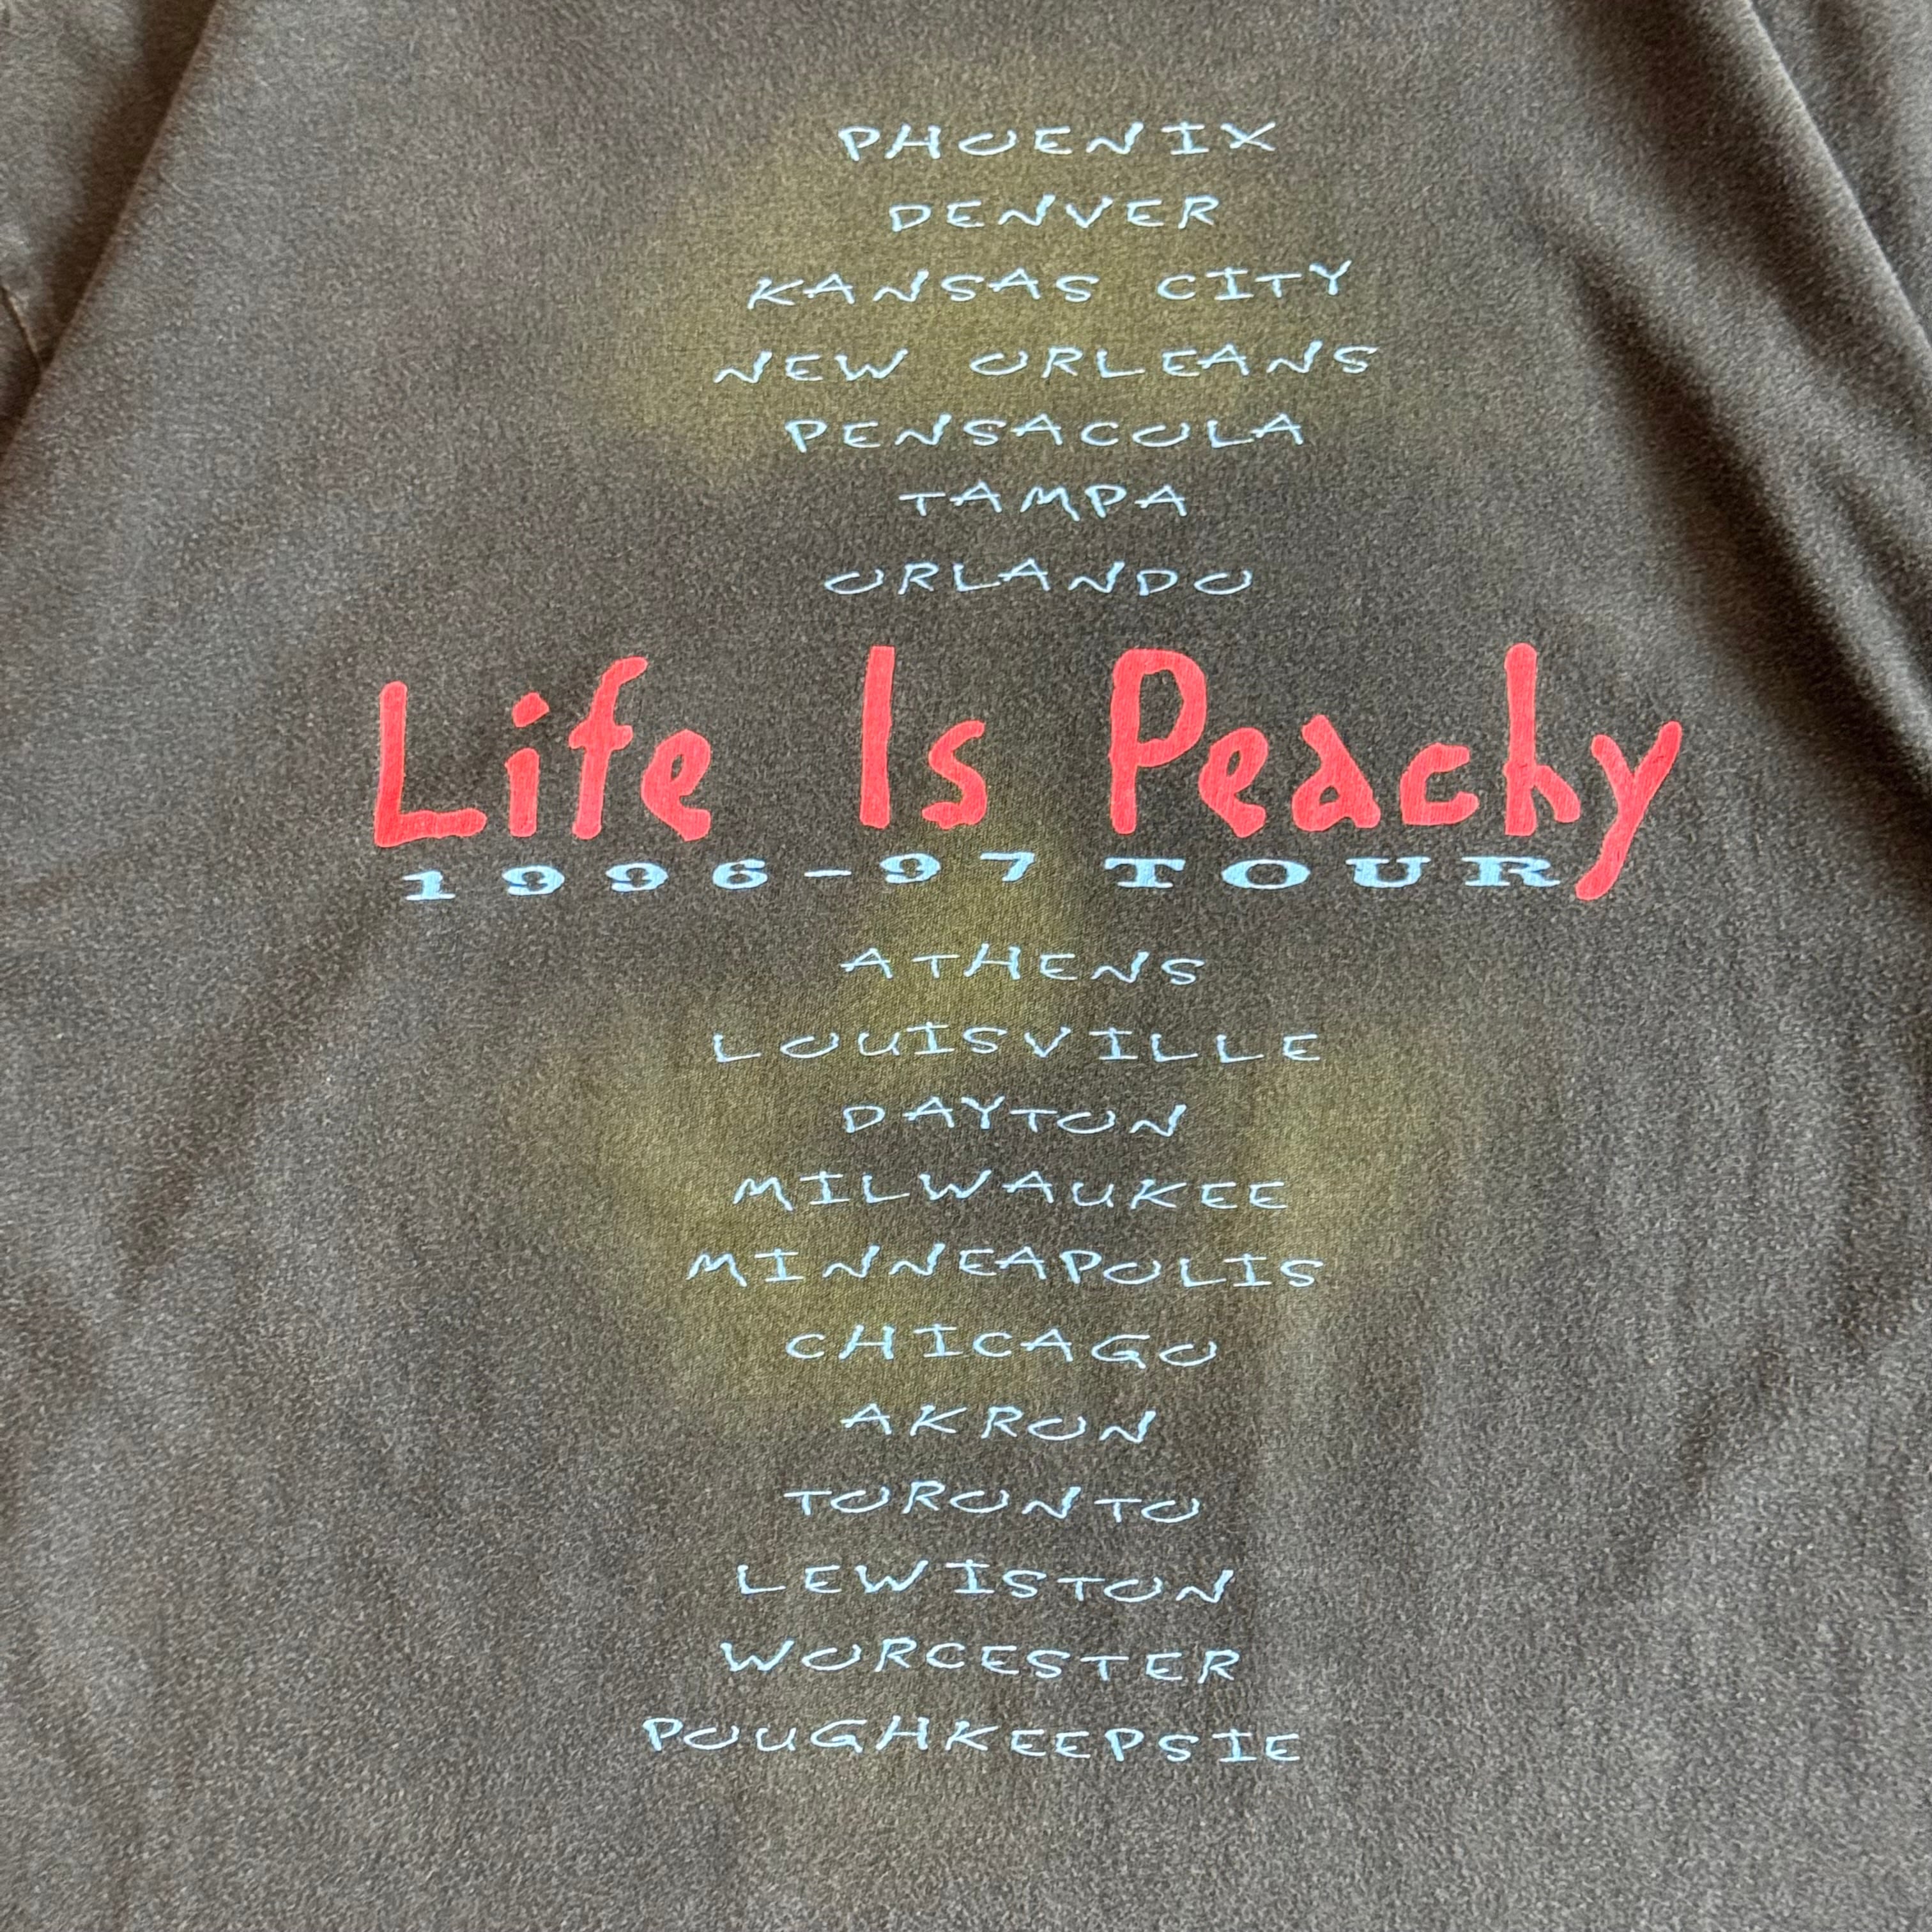 PHOENIX
DENVER
KANSAS CITY
NEW ORLEANS
PENSACOLA
TAMPA
ORLANDO
Life Is Peachy
1996-97 TOUR
ATHENS
LOUISVILLE
DAYTON
MILWAUKEE
MINNEAPOLIS
CHICAGO
AKRON
TORONTO
LEWISTON
WORCESTER
POUGHKEEPSIE